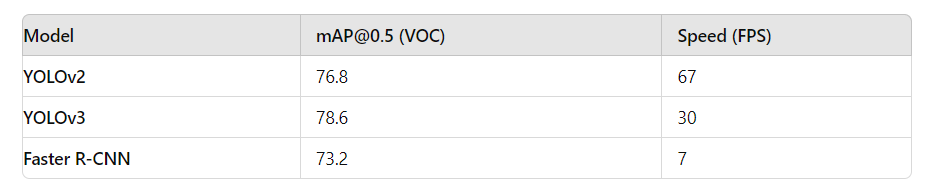 Model mAP@0.5 (VOC) Speed (FPS)
YOLOv2 76.8 67
YOLOv3 78.6 30
Faster R-CNN 73.2 7